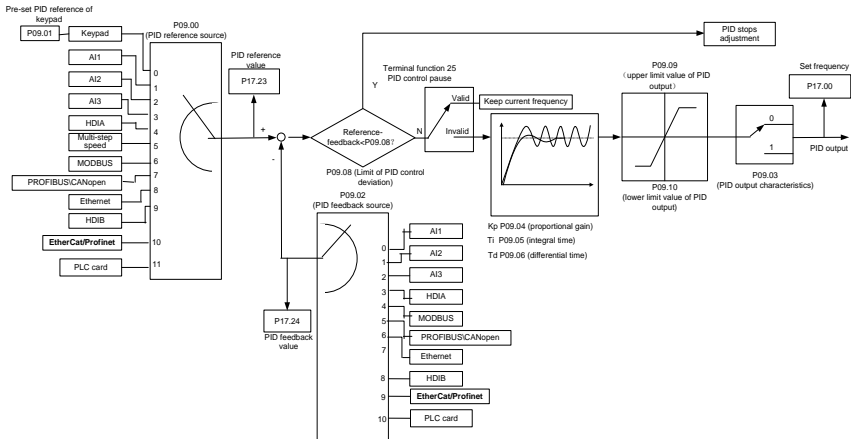 Pre-set PID reference of
keypad
P09.01
Keypad
AI1
AI2
AI3
HDIA
Multi-step
speed
MODBUS
PROFIBUS\CANopen
Ethernet
HDIB
EtherCat/Profinet
PLC card
P09.00
(PID reference source)
0
1
2
3
4
5
6
7
8
9
10
11
PID reference
value
P17.23
+
-
Reference-
feedback<P09.08?
Y
N
P09.08 (Limit of PID control
deviation)
Terminal function 25
PID control pause
Valid
Invalid
Keep current frequency
PID stops
adjustment
Kp P09.04 (proportional gain)
Ti P09.05 (integral time)
Td P09.06 (differential time)
P09.09
(upper limit value of PID
output)
P09.10
(lower limit value of PID
output)
0
1
P09.03
(PID output characteristics)
Set frequency
P17.00
PID output
P17.24
PID feedback
value
P09.02
(PID feedback source)
0
1
2
3
4
5
6
7
8
9
10
AI1
AI2
AI3
HDIA
MODBUS
PROFIBUS\CANopen
Ethernet
HDIB
EtherCat/Profinet
PLC card